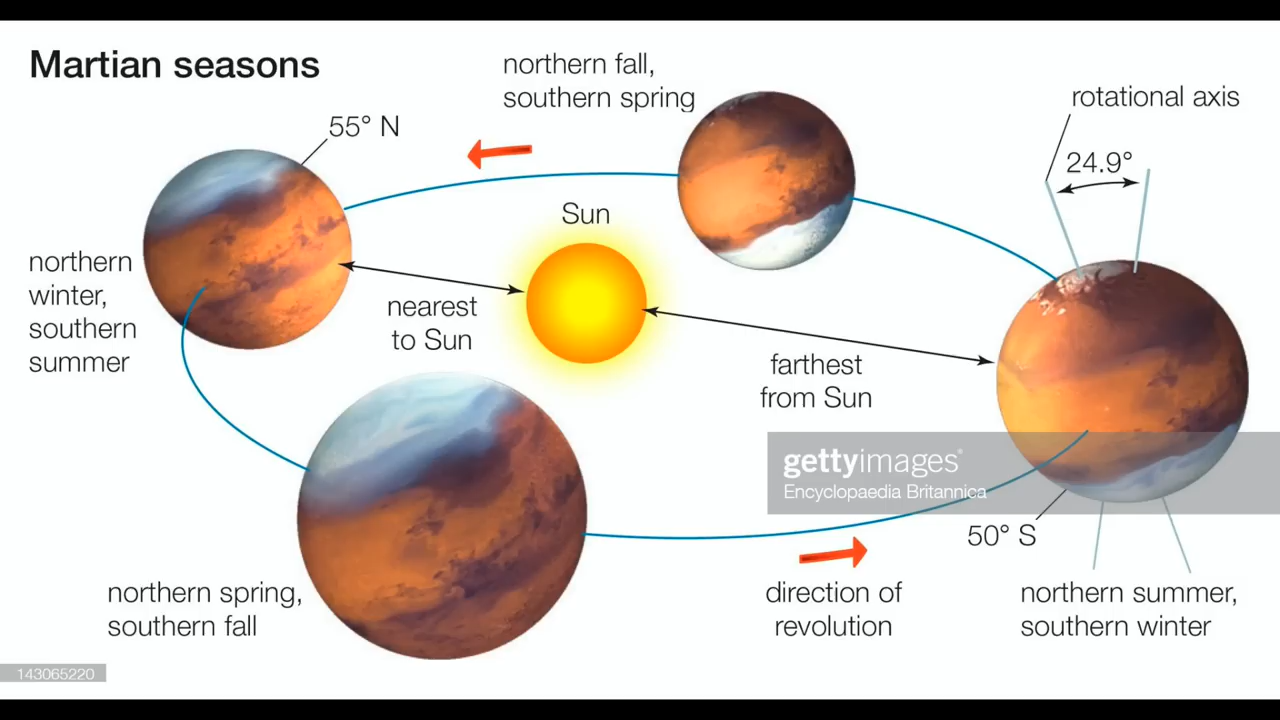 Martian seasons
northern fall,
southern spring
rotational axis
24.9°
55° N
Sun
northern
winter,
southern
summer
nearest
to Sun
farthest
from Sun
gettyimages®
Encyclopaedia Britannica
50° S
northern spring,
southern fall
direction of
revolution
northern summer,
southern winter
143065220